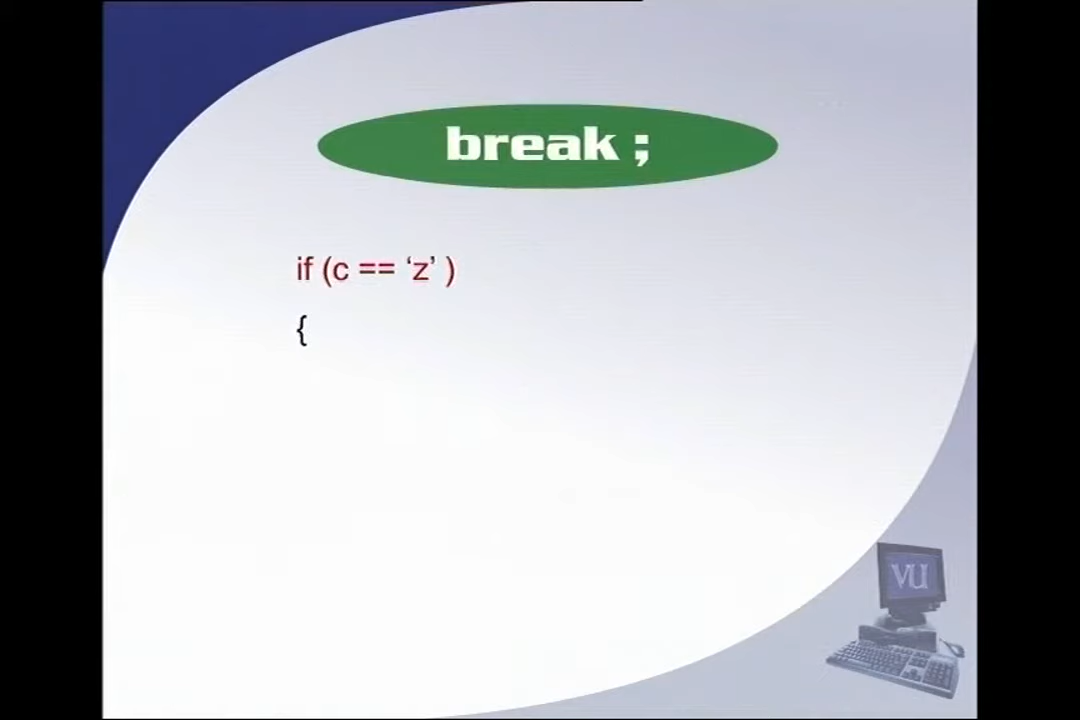 break ;
if (c == ‘z’ )
{
VU